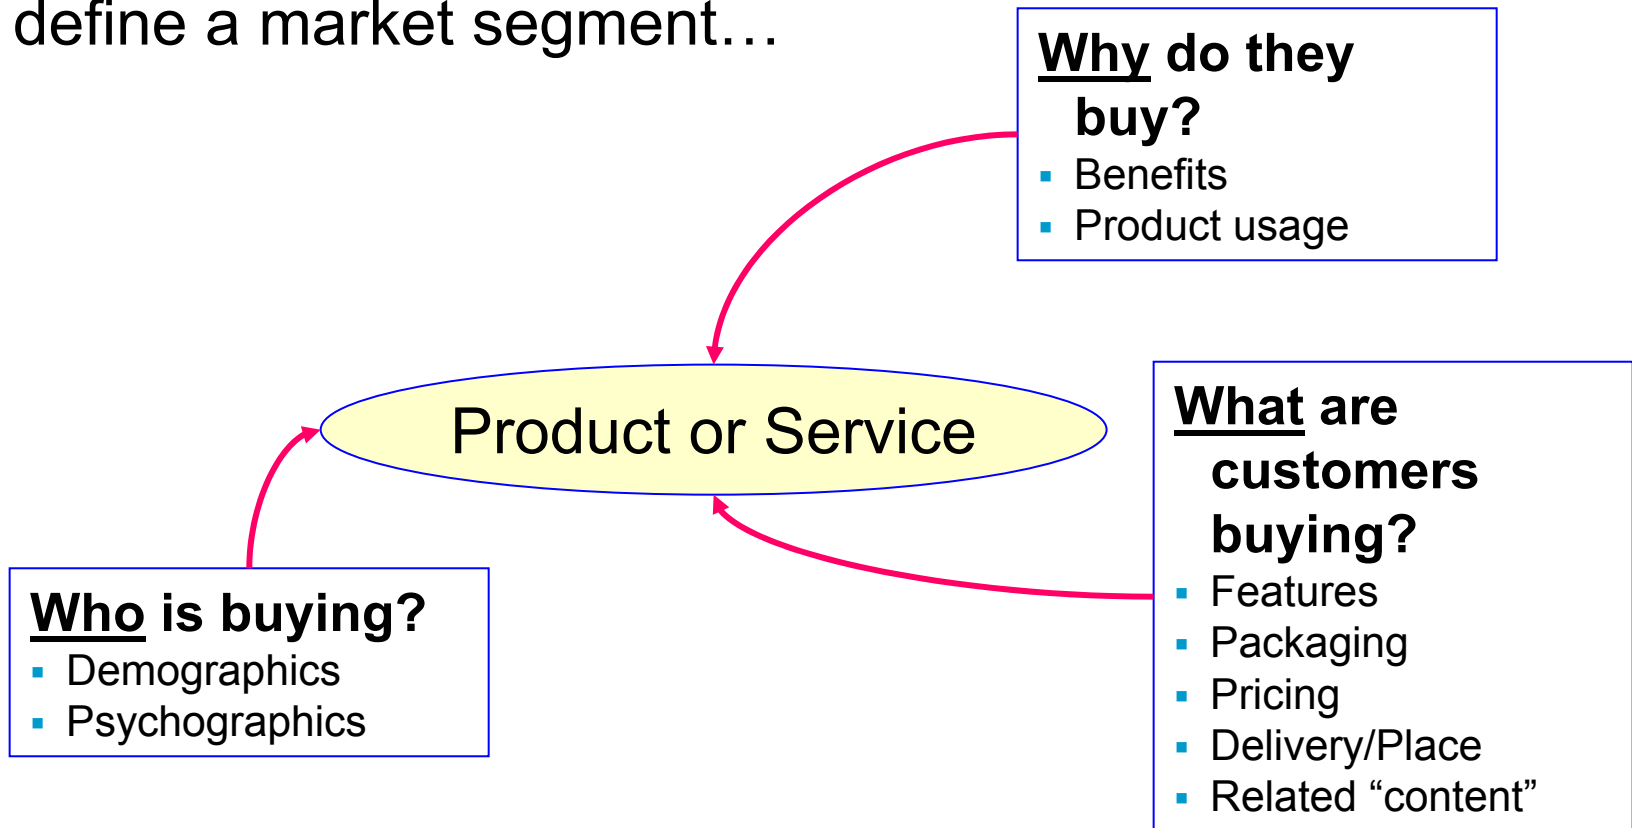 define a market segment…
Why do they
buy?
▪ Benefits
▪ Product usage
Product or Service
What are
customers
buying?
▪ Features
▪ Packaging
▪ Pricing
▪ Delivery/Place
▪ Related “content”
Who is buying?
▪ Demographics
▪ Psychographics